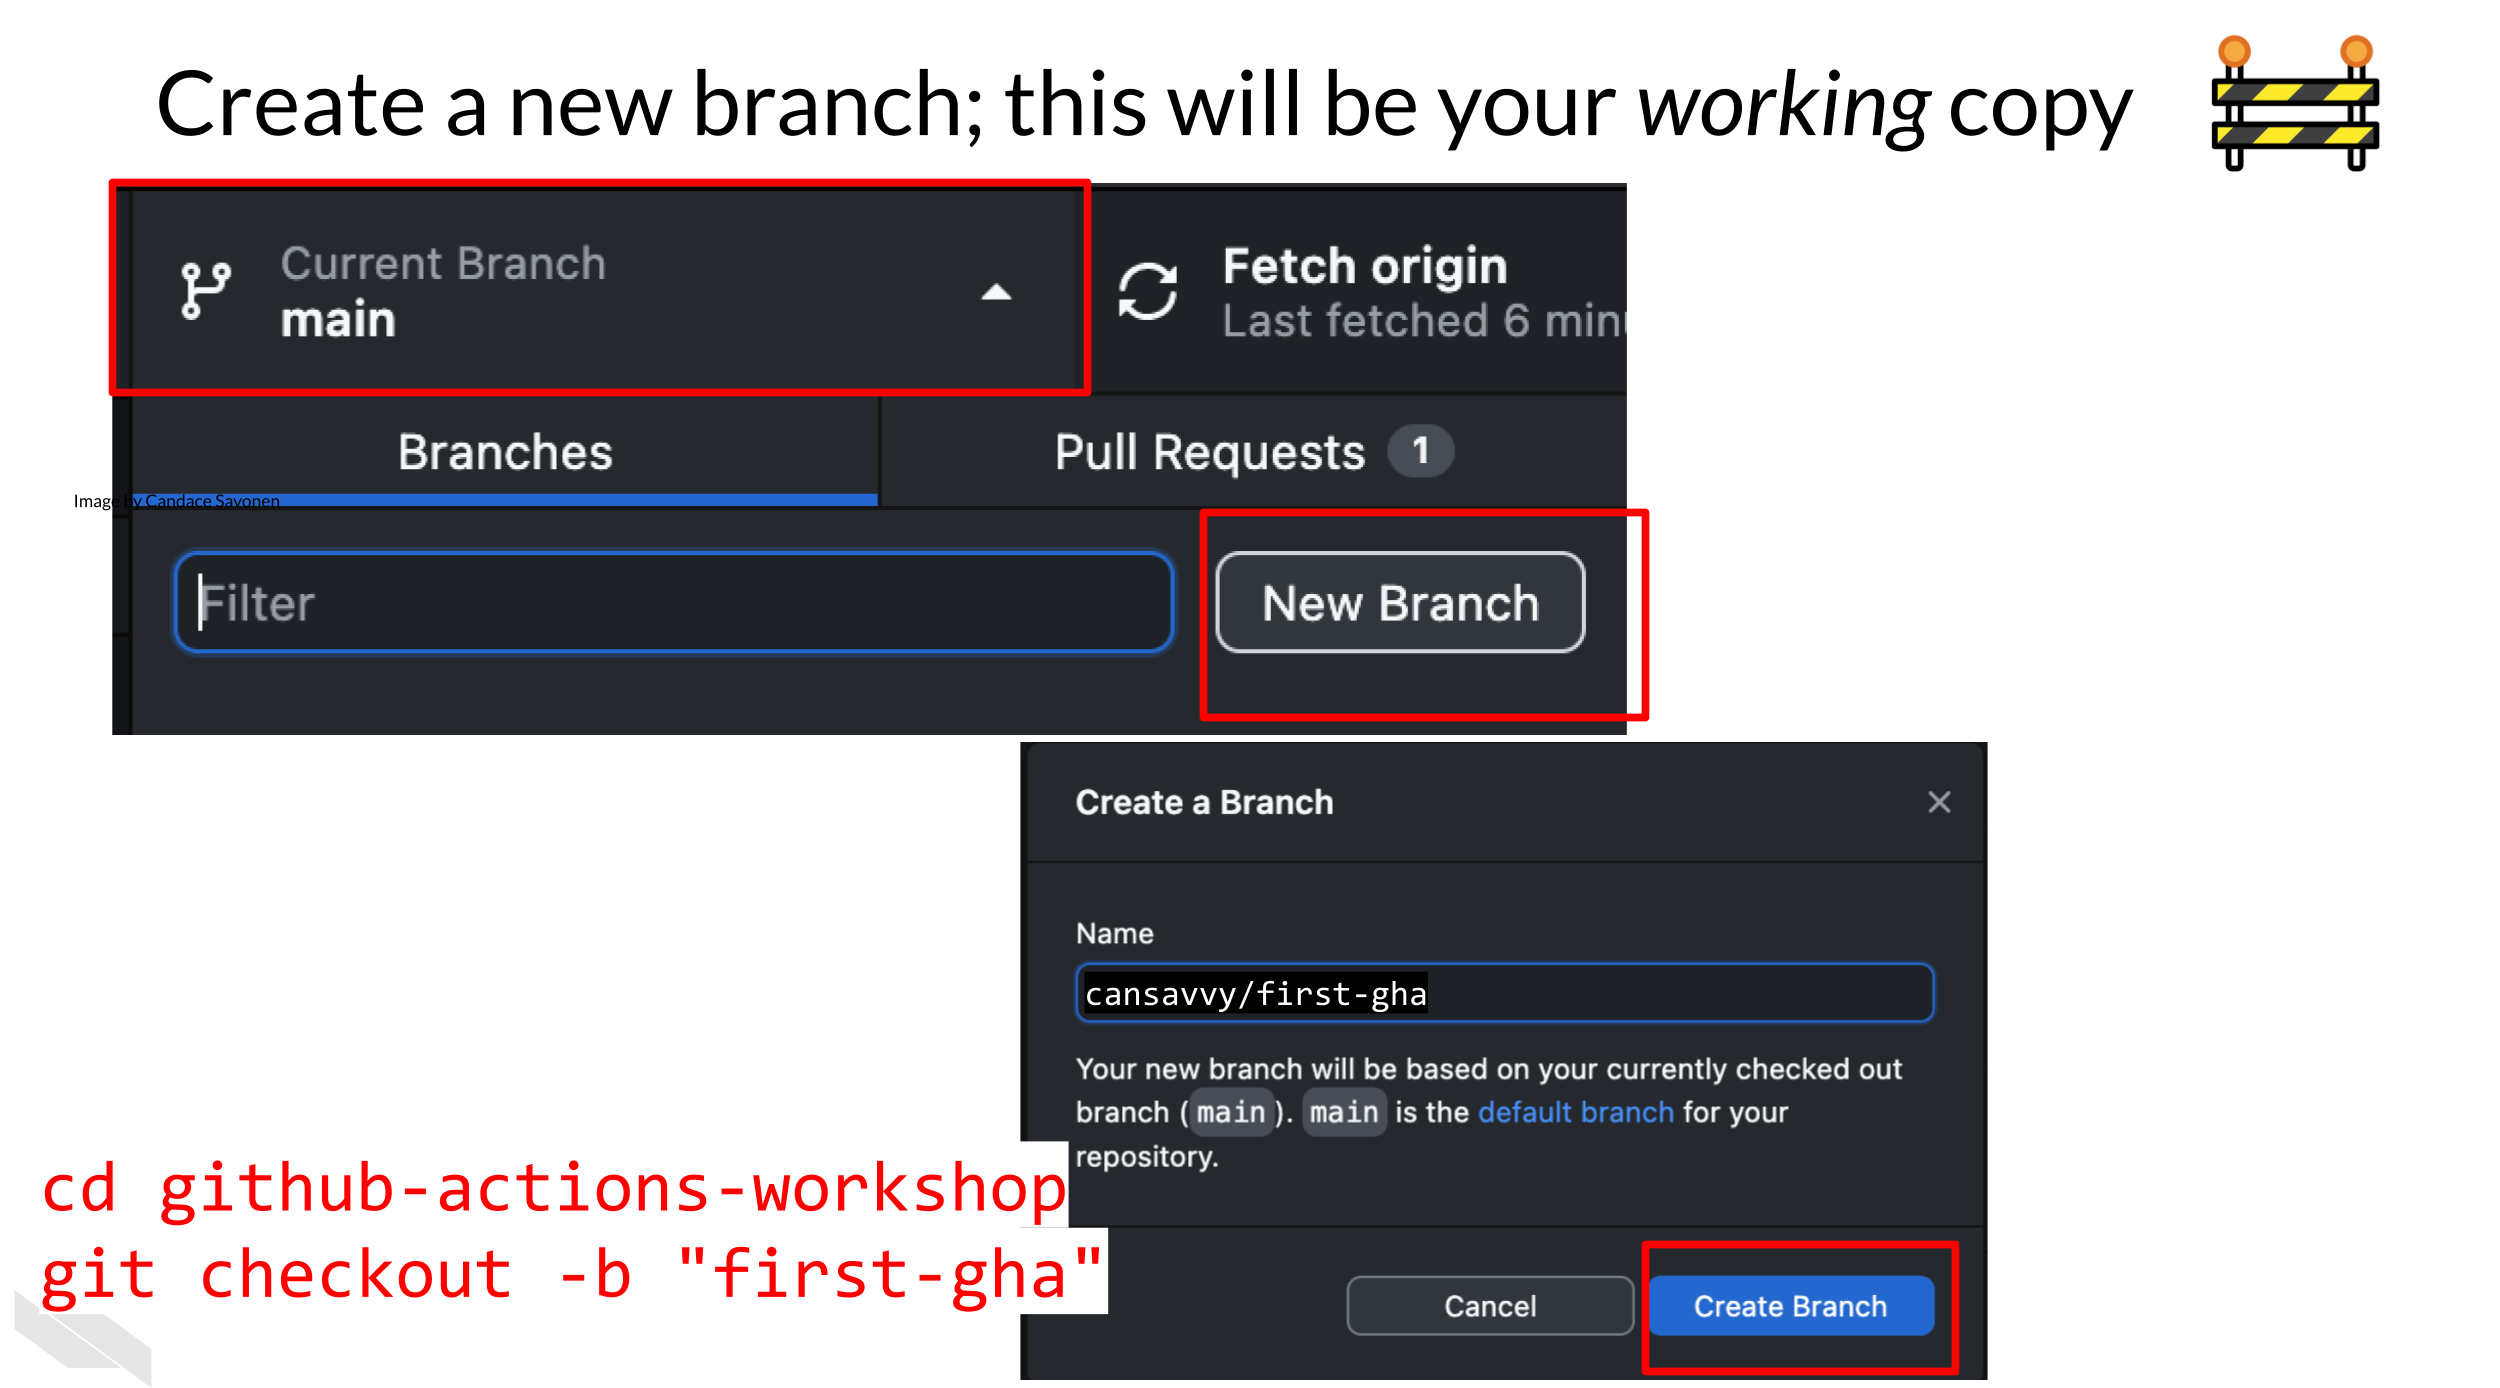 Create a new branch; this will be your working copy
Current Branch
main
Fetch origin
Last fetched 6 min
Branches
Pull Requests 1
Image by Candace Savonen
Filter
New Branch
Create a Branch
Name
cansavvy/first-gha
Your new branch will be based on your currently checked out
branch (main). main is the default branch for your
repository.
cd github-actions-workshop
git checkout -b "first-gha"
Cancel
Create Branch